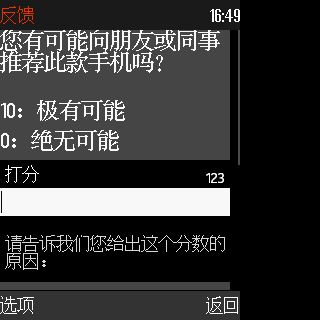 反馈 16:49
您有可能向朋友或同事
推荐此款手机吗?
10: 极有可能
0: 绝无可能
打分 123
请告诉我们您给出这个分数的
原因:
选项 返回